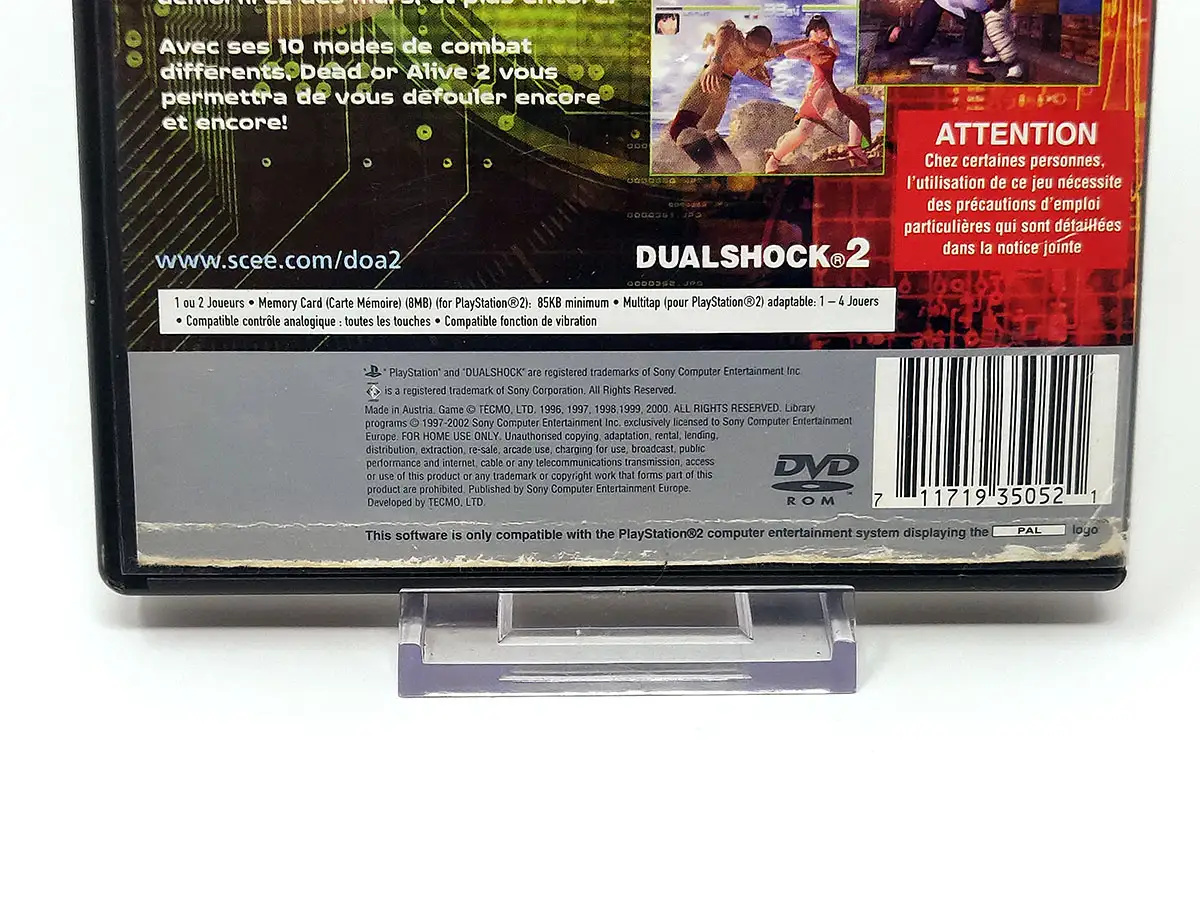 démolirez des murs, et plus encore!
Avec ses 10 modes de combat
differents, Dead or Alive 2 vous
permettra de vous défouler encore
et encore!
ATTENTION
Chez certaines personnes,
l'utilisation de ce jeu nécessite
des précautions d'emploi
particulières qui sont détaillées
dans la notice jointe
www.scee.com/doa2
DUALSHOCK®2
1 ou 2 Joueurs • Memory Card (Carte Mémoire) (8MB) (for PlayStation®2): 85KB minimum • Multitap (pour PlayStation®2) adaptable: 1 – 4 Joueurs
• Compatible contrôle analogique : toutes les touches • Compatible fonction de vibration
" PlayStation" and "DUALSHOCK" are registered trademarks of Sony Computer Entertainment Inc.
is a registered trademark of Sony Corporation. All Rights Reserved.
Made in Austria. Game © TECMO, LTD. 1996, 1997, 1998,1999, 2000. ALL RIGHTS RESERVED. Library
programs © 1997-2002 Sony Computer Entertainment Inc. exclusively licensed to Sony Computer Entertainment
Europe. FOR HOME USE ONLY. Unauthorised copying, adaptation, rental, lending,
distribution, extraction, re-sale, arcade use, charging for use, broadcast, public
performance and internet, cable or any telecommunications transmission, access
or use of this product or any trademark or copyright work that forms part of this
product are prohibited. Published by Sony Computer Entertainment Europe.
Developed by TECMO, LTD.
DVD
ROM
7 11719 35052 1
This software is only compatible with the PlayStation®2 computer entertainment system displaying the PAL logo